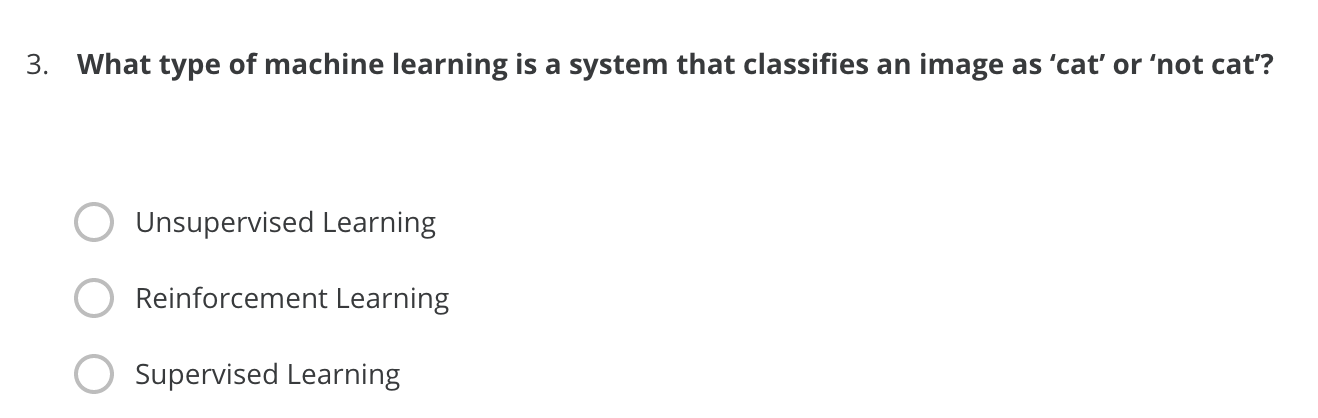 3. What type of machine learning is a system that classifies an image as ‘cat’ or ‘not cat’?
Unsupervised Learning
Reinforcement Learning
Supervised Learning